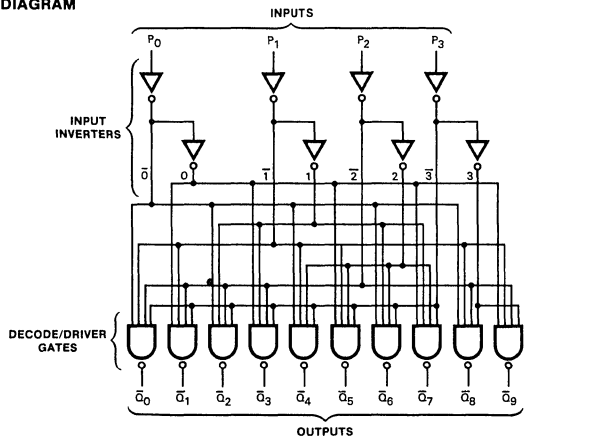 DIAGRAM
INPUTS
P0 P1 P2 P3
INPUT
INVERTERS
0̅ 0 1̅ 1 2̅ 2 3̅ 3
DECODE/DRIVER
GATES
Q̅0 Q̅1 Q̅2 Q̅3 Q̅4 Q̅5 Q̅6 Q̅7 Q̅8 Q̅9
OUTPUTS